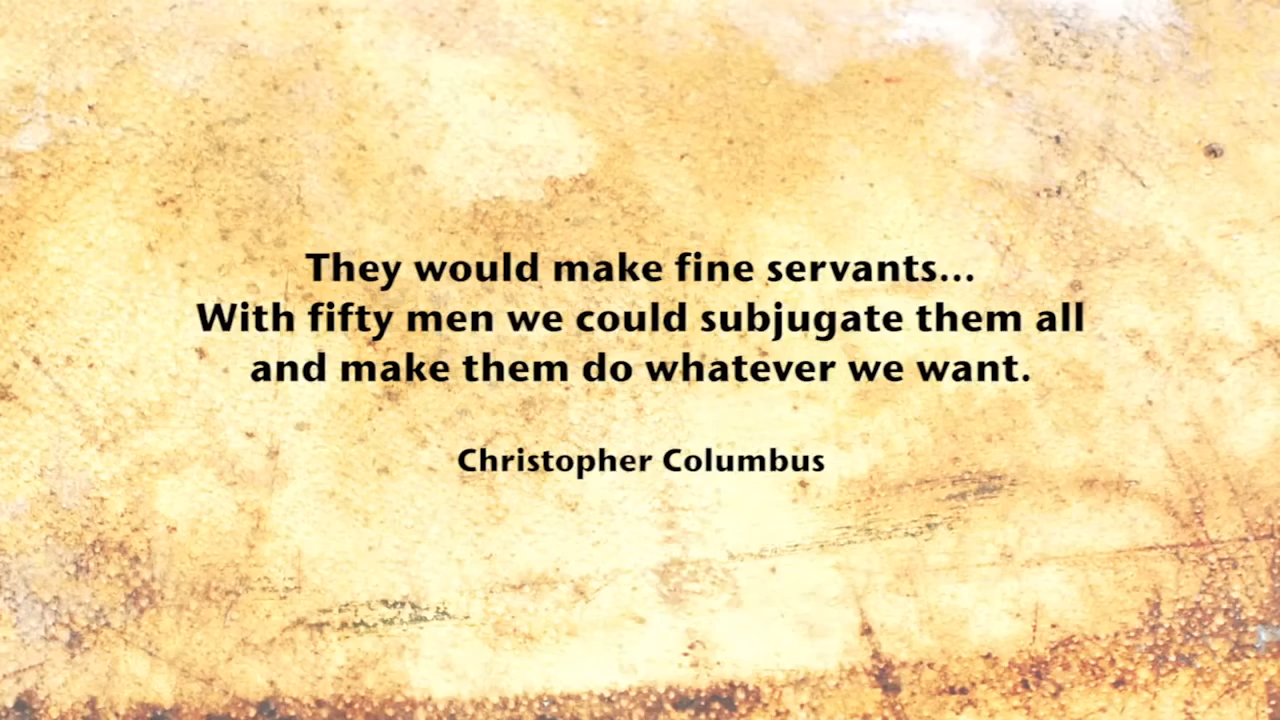 They would make fine servants...
With fifty men we could subjugate them all
and make them do whatever we want.
Christopher Columbus